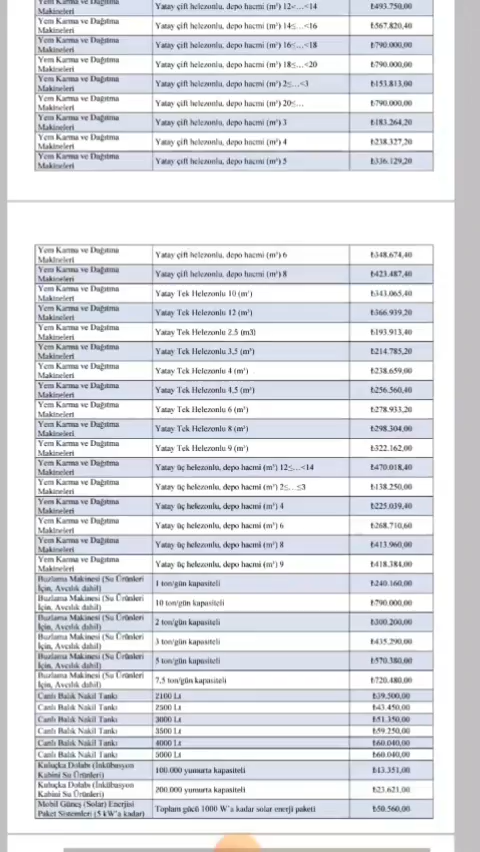 Yem Karma ve Dağıtma Makineleri Yatay çift helezonlu, depo hacmi (m³) 12<…<14 ₺493.750,00
Yem Karma ve Dağıtma Makineleri Yatay çift helezonlu, depo hacmi (m³) 14≤…<16 ₺567.820,40
Yem Karma ve Dağıtma Makineleri Yatay çift helezonlu, depo hacmi (m³) 16≤…<18 ₺790.000,00
Yem Karma ve Dağıtma Makineleri Yatay çift helezonlu, depo hacmi (m³) 18≤…<20 ₺790.000,00
Yem Karma ve Dağıtma Makineleri Yatay çift helezonlu, depo hacmi (m³) 2≤…<3 ₺153.813,00
Yem Karma ve Dağıtma Makineleri Yatay çift helezonlu, depo hacmi (m³) 20≤… ₺790.000,00
Yem Karma ve Dağıtma Makineleri Yatay çift helezonlu, depo hacmi (m³) 3 ₺183.264,20
Yem Karma ve Dağıtma Makineleri Yatay çift helezonlu, depo hacmi (m³) 4 ₺238.327,20
Yem Karma ve Dağıtma Makineleri Yatay çift helezonlu, depo hacmi (m³) 5 ₺336.129,20
Yem Karma ve Dağıtma Makineleri Yatay çift helezonlu, depo hacmi (m³) 6 ₺348.674,40
Yem Karma ve Dağıtma Makineleri Yatay çift helezonlu, depo hacmi (m³) 8 ₺423.487,40
Yem Karma ve Dağıtma Makineleri Yatay Tek Helezonlu 10 (m³) ₺343.065,40
Yem Karma ve Dağıtma Makineleri Yatay Tek Helezonlu 12 (m³) ₺366.939,20
Yem Karma ve Dağıtma Makineleri Yatay Tek Helezonlu 2.5 (m3) ₺193.913,40
Yem Karma ve Dağıtma Makineleri Yatay Tek Helezonlu 3,5 (m³) ₺214.785,20
Yem Karma ve Dağıtma Makineleri Yatay Tek Helezonlu 4 (m³) ₺238.659,00
Yem Karma ve Dağıtma Makineleri Yatay Tek Helezonlu 4,5 (m³) ₺256.560,40
Yem Karma ve Dağıtma Makineleri Yatay Tek Helezonlu 6 (m³) ₺278.933,20
Yem Karma ve Dağıtma Makineleri Yatay Tek Helezonlu 8 (m³) ₺298.304,00
Yem Karma ve Dağıtma Makineleri Yatay Tek Helezonlu 9 (m³) ₺322.162,00
Yem Karma ve Dağıtma Makineleri Yatay üç helezonlu, depo hacmi (m³) 12≤…<14 ₺470.018,40
Yem Karma ve Dağıtma Makineleri Yatay üç helezonlu, depo hacmi (m³) 2≤…≤3 ₺138.250,00
Yem Karma ve Dağıtma Makineleri Yatay üç helezonlu, depo hacmi (m³) 4 ₺225.039,40
Yem Karma ve Dağıtma Makineleri Yatay üç helezonlu, depo hacmi (m³) 6 ₺268.710,60
Yem Karma ve Dağıtma Makineleri Yatay üç helezonlu, depo hacmi (m³) 8 ₺413.960,00
Yem Karma ve Dağıtma Makineleri Yatay üç helezonlu, depo hacmi (m³) 9 ₺418.384,00
Buzlama Makinesi (Su Ürünleri İçin, Avcılık dahil) 1 ton/gün kapasiteli ₺240.160,00
Buzlama Makinesi (Su Ürünleri İçin, Avcılık dahil) 10 ton/gün kapasiteli ₺790.000,00
Buzlama Makinesi (Su Ürünleri İçin, Avcılık dahil) 2 ton/gün kapasiteli ₺300.200,00
Buzlama Makinesi (Su Ürünleri İçin, Avcılık dahil) 3 ton/gün kapasiteli ₺435.290,00
Buzlama Makinesi (Su Ürünleri İçin, Avcılık dahil) 5 ton/gün kapasiteli ₺570.380,00
Buzlama Makinesi (Su Ürünleri İçin, Avcılık dahil) 7,5 ton/gün kapasiteli ₺720.480,00
Canlı Balık Nakil Tankı 2100 Lt ₺39.500,00
Canlı Balık Nakil Tankı 2500 Lt ₺43.450,00
Canlı Balık Nakil Tankı 3000 Lt ₺51.350,00
Canlı Balık Nakil Tankı 3500 Lt ₺59.250,00
Canlı Balık Nakil Tankı 4000 Lt ₺60.040,00
Canlı Balık Nakil Tankı 5000 Lt ₺60.040,00
Kuluçka Dolabı (İnkübasyon Kabini Su Ürünleri) 100.000 yumurta kapasiteli ₺13.351,00
Kuluçka Dolabı (İnkübasyon Kabini Su Ürünleri) 200.000 yumurta kapasiteli ₺23.621,00
Mobil Güneş (Solar) Enerjisi Paket Sistemleri (5 kW'a kadar) Toplam gücü 1000 W'a kadar solar enerji paketi ₺50.560,00